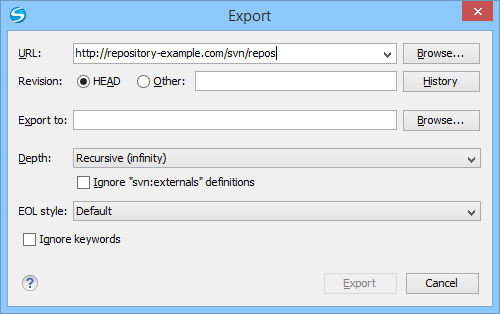 Export
URL: http://repository-example.com/svn/repos Browse...
Revision: HEAD Other: History
Export to: Browse...
Depth: Recursive (infinity)
Ignore "svn:externals" definitions
EOL style: Default
Ignore keywords
? Export Cancel